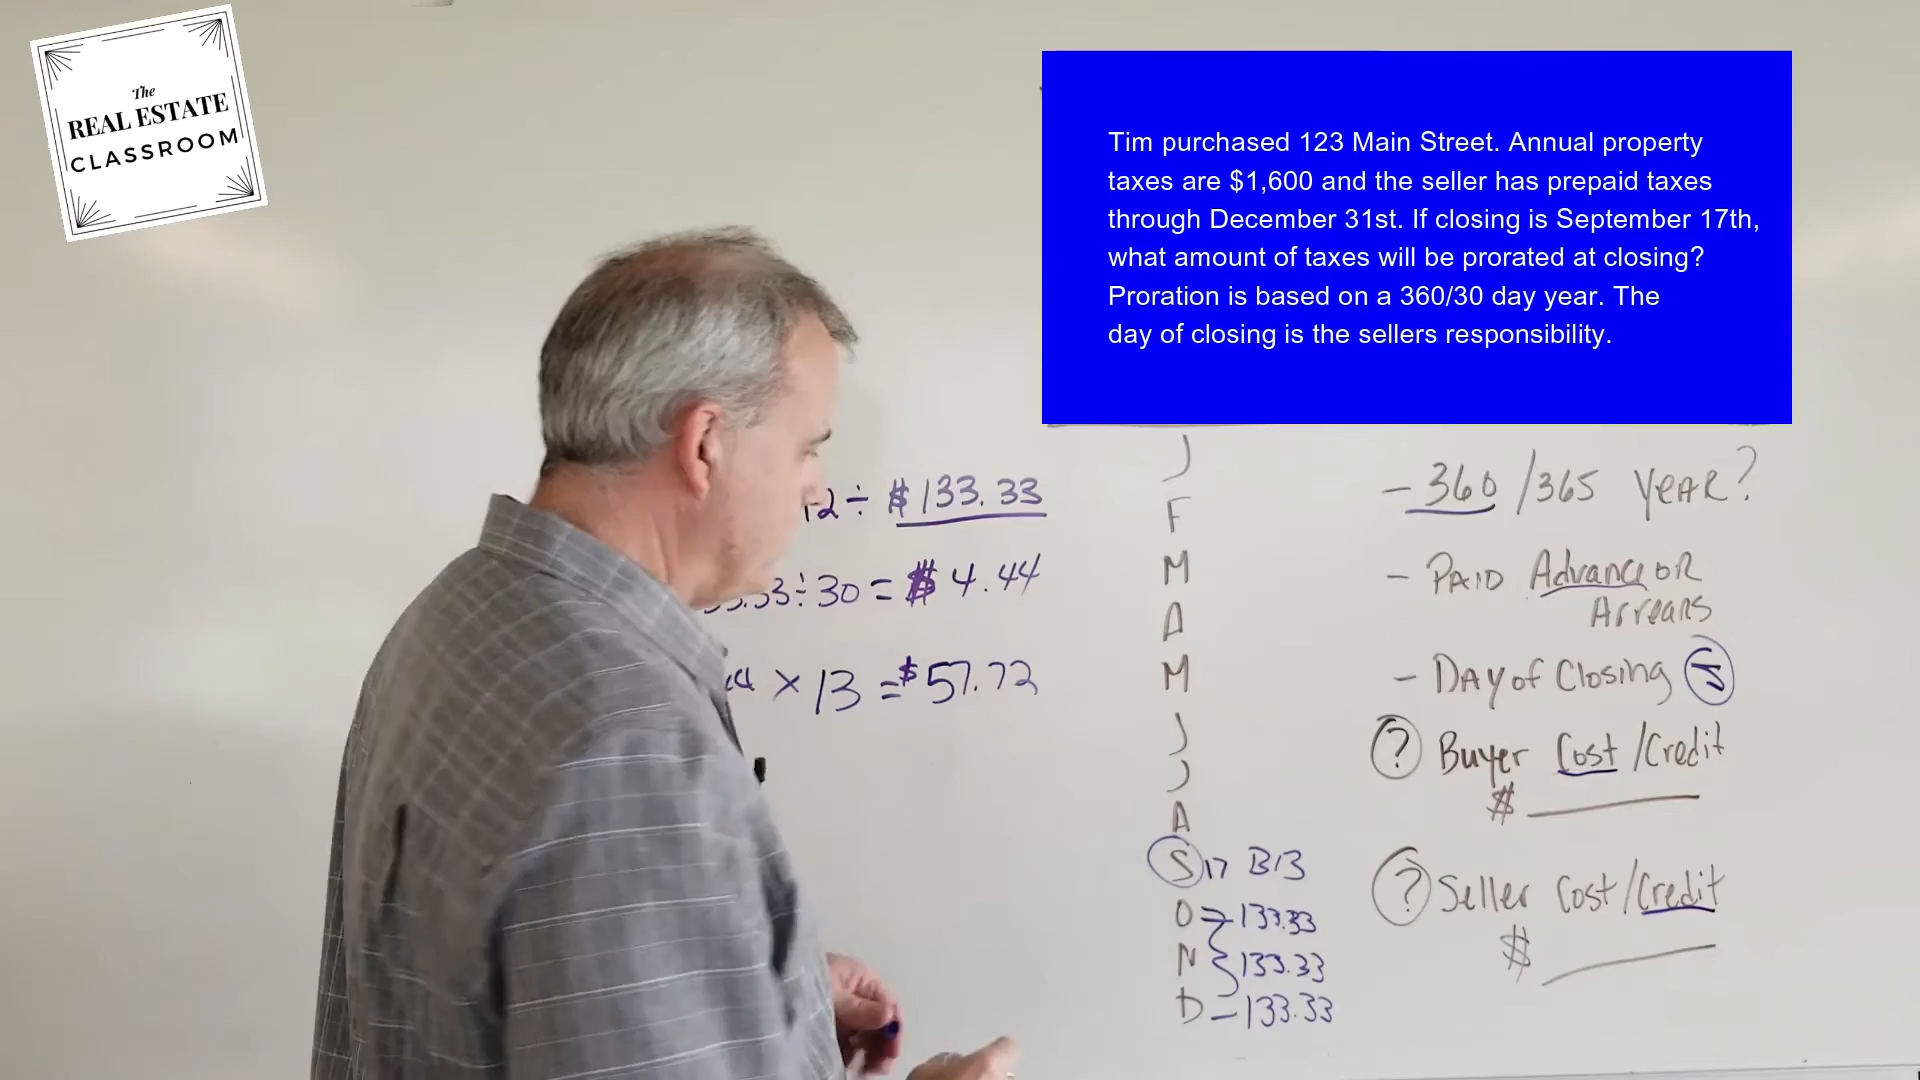 The
REAL ESTATE
CLASSROOM
Tim purchased 123 Main Street. Annual property
taxes are $1,600 and the seller has prepaid taxes
through December 31st. If closing is September 17th,
what amount of taxes will be prorated at closing?
Proration is based on a 360/30 day year. The
day of closing is the sellers responsibility.
12 ÷ $133.33
3.33 ÷ 30 = $4.44
44 × 13 = $57.72
J
F
M
A
M
J
J
A
S 17 B13
O = 133.33
N 133.33
D - 133.33
- 360/365 YEAR?
- PAID Advance OR
Arrears
- DAY of Closing S
? Buyer Cost/Credit
$
? Seller Cost/Credit
$